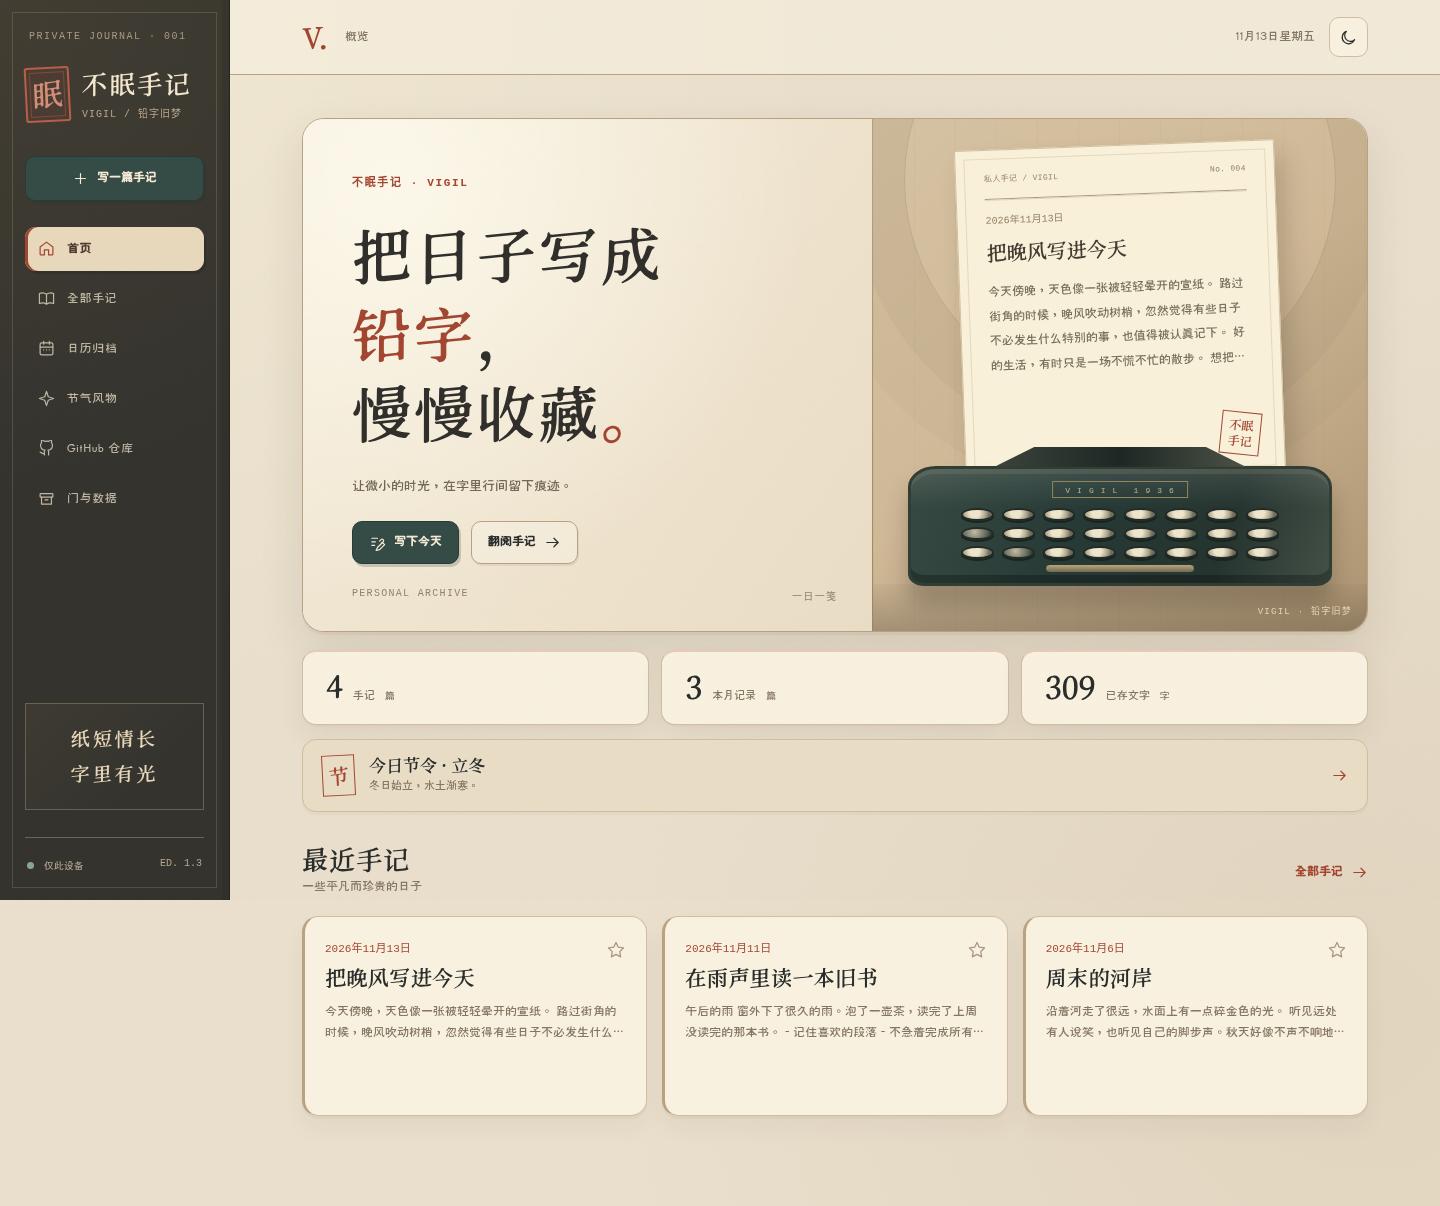 PRIVATE JOURNAL · 001
眠
不眠手记
VIGIL / 铅字旧梦
写一篇手记
首页
全部手记
日历归档
节气风物
GitHub 仓库
门与数据
纸短情长
字里有光
仅此设备
ED. 1.3
V.
概览
11月13日星期五
不眠手记 · VIGIL
把日子写成
铅字，
慢慢收藏。
让微小的时光，在字里行间留下痕迹。
写下今天
翻阅手记
PERSONAL ARCHIVE
一日一笺
私人手记 / VIGIL
No. 004
2026年11月13日
把晚风写进今天
今天傍晚，天色像一张被轻轻晕开的宣纸。 路过
街角的时候，晚风吹动树梢，忽然觉得有些日子
不必发生什么特别的事，也值得被认真记下。 好
的生活，有时只是一场不慌不忙的散步。 想把…
不眠
手记
VIGIL 1936
VIGIL · 铅字旧梦
4 手记 篇
3 本月记录 篇
309 已存文字 字
节
今日节令 · 立冬
冬日始立，水土渐寒。
最近手记
一些平凡而珍贵的日子
全部手记
2026年11月13日
把晚风写进今天
今天傍晚，天色像一张被轻轻晕开的宣纸。 路过街角的
时候，晚风吹动树梢，忽然觉得有些日子不必发生什么…
2026年11月11日
在雨声里读一本旧书
午后的雨 窗外下了很久的雨。泡了一壶茶，读完了上周
没读完的那本书。 - 记住喜欢的段落 - 不急着完成所有…
2026年11月6日
周末的河岸
沿着河走了很远，水面上有一点碎金色的光。 听见远处
有人说笑，也听见自己的脚步声。秋天好像不声不响地…